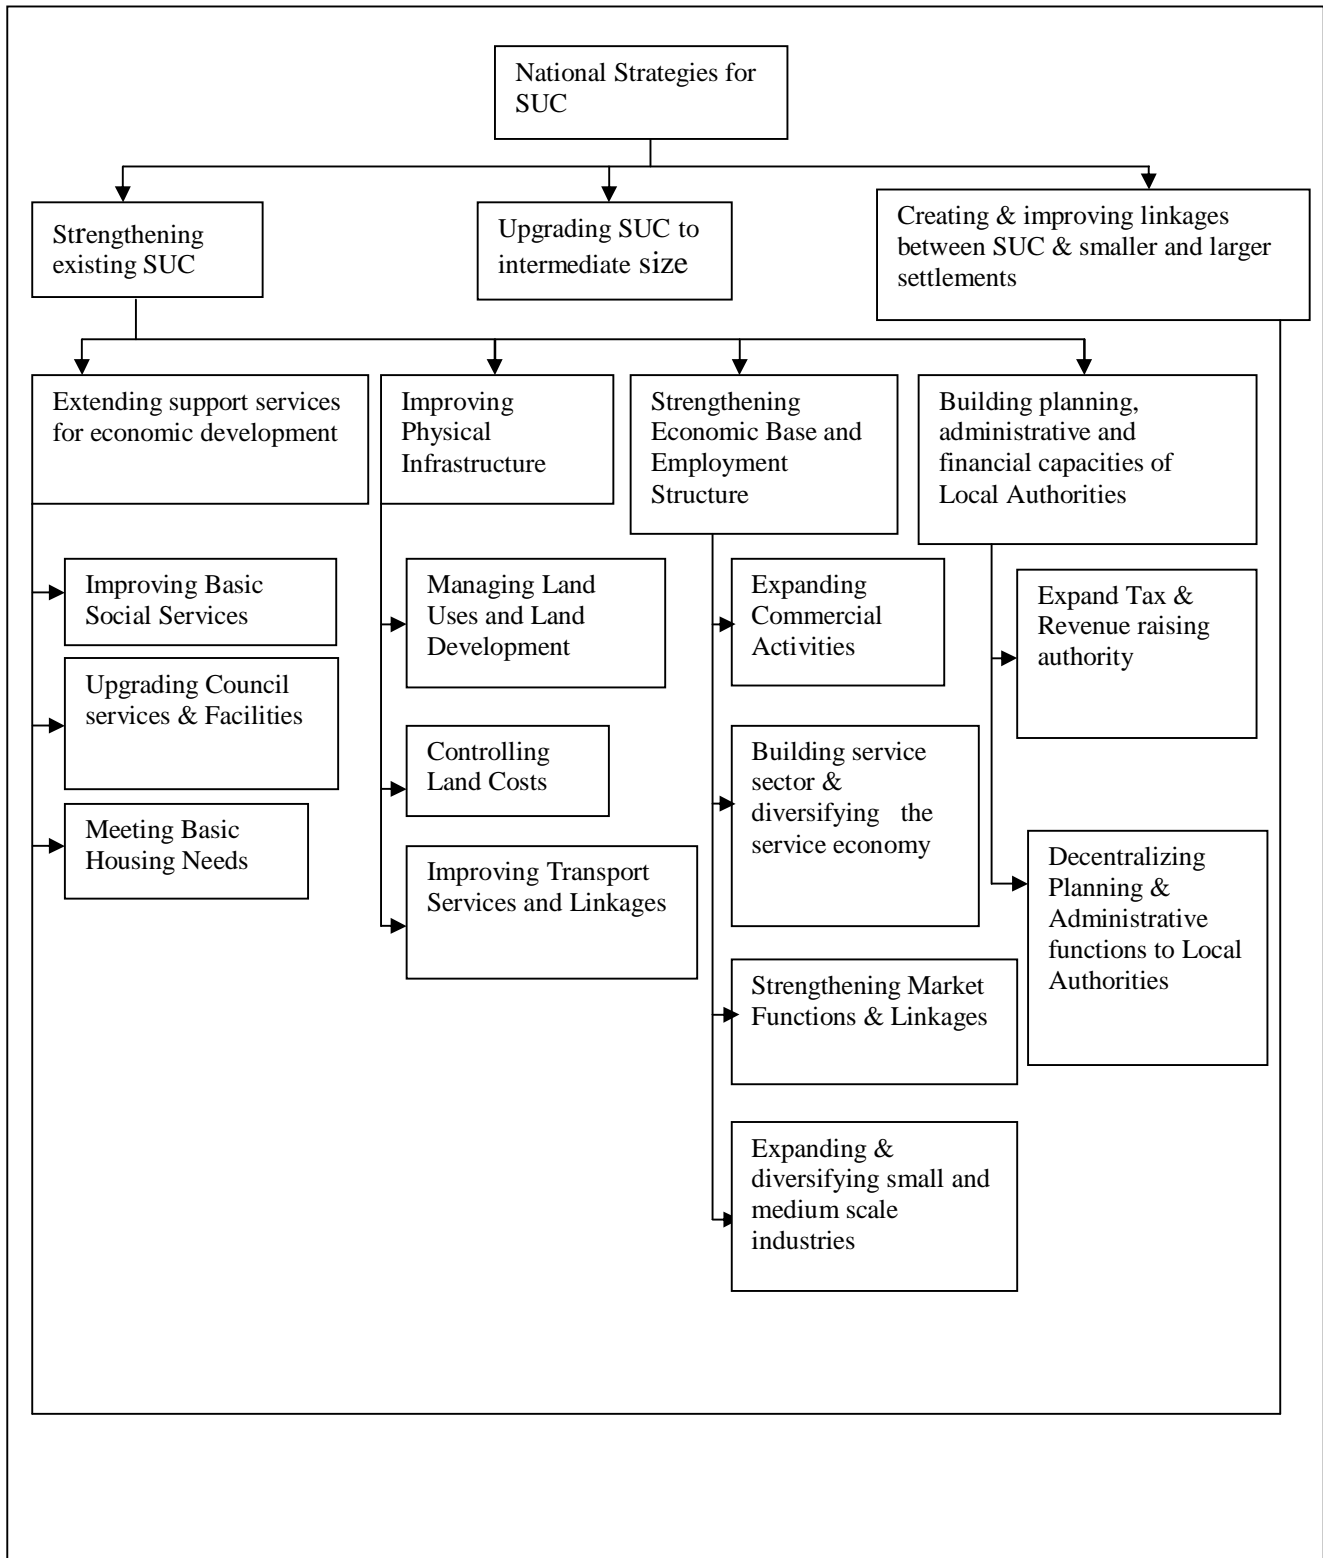 National Strategies for
SUC
Strengthening
existing SUC
Upgrading SUC to
intermediate size
Creating & improving linkages
between SUC & smaller and larger
settlements
Extending support services
for economic development
Improving
Physical
Infrastructure
Strengthening
Economic Base and
Employment
Structure
Building planning,
administrative and
financial capacities of
Local Authorities
Improving Basic
Social Services
Upgrading Council
services & Facilities
Meeting Basic
Housing Needs
Managing Land
Uses and Land
Development
Controlling
Land Costs
Improving Transport
Services and Linkages
Expanding
Commercial
Activities
Building service
sector &
diversifying the
service economy
Strengthening Market
Functions & Linkages
Expanding &
diversifying small and
medium scale
industries
Expand Tax &
Revenue raising
authority
Decentralizing
Planning &
Administrative
functions to Local
Authorities